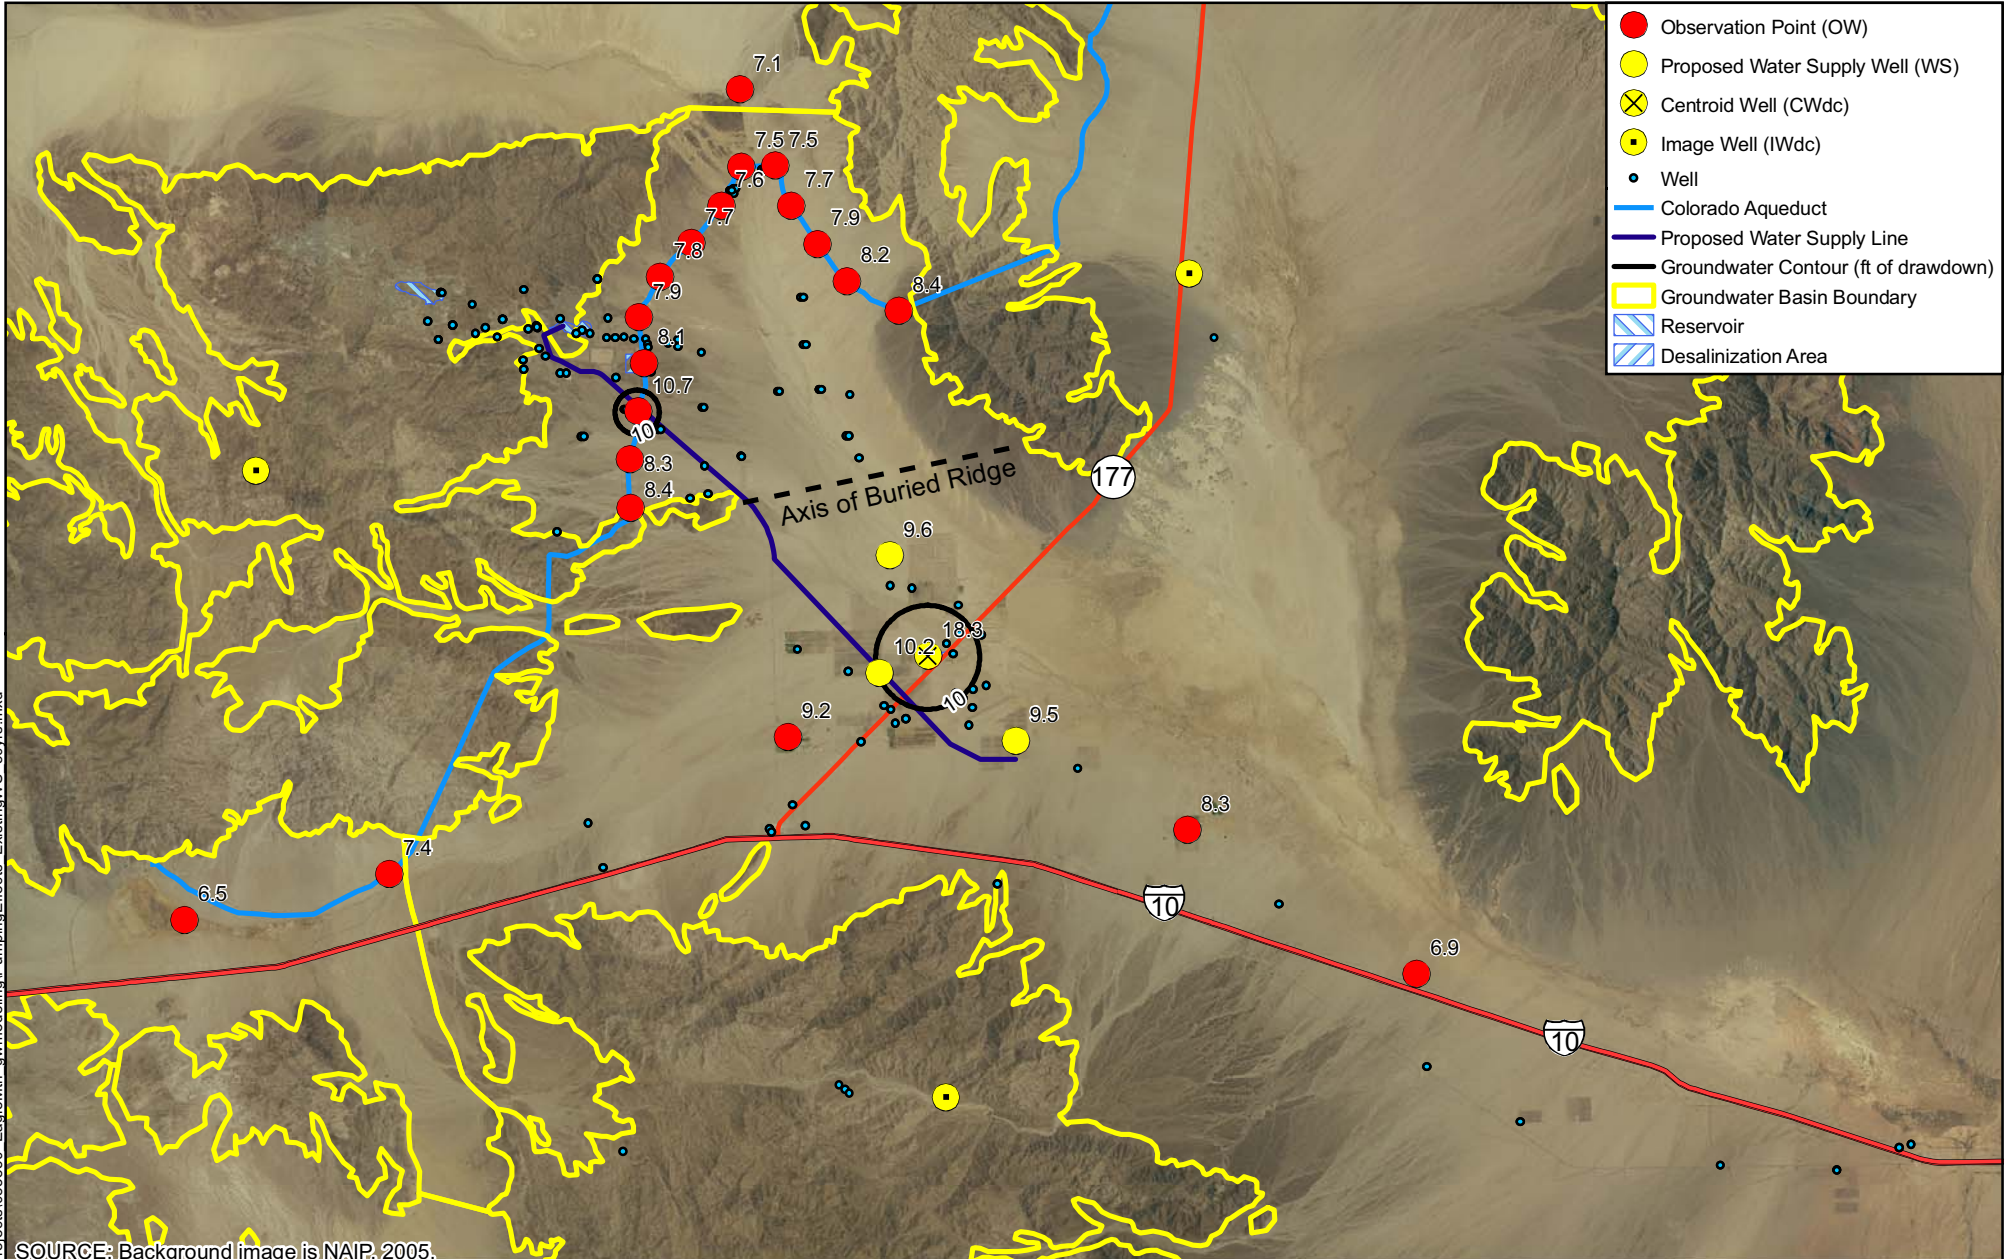 Observation Point (OW)
Proposed Water Supply Well (WS)
Centroid Well (CWdc)
Image Well (IWdc)
Well
Colorado Aqueduct
Proposed Water Supply Line
Groundwater Contour (ft of drawdown)
Groundwater Basin Boundary
Reservoir
Desalinization Area
7.1
7.5 7.5
7.6 7.7
7.7 7.9
7.8 8.2
7.9 8.4
8.1
10.7
10
8.3
8.4
177
Axis of Buried Ridge
9.6
18.3
10.2
10
9.2
9.5
8.3
7.4
6.5
10
6.9
10
SOURCE: Background image is NAIP, 2005.